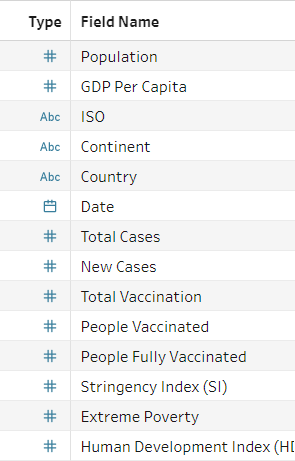 Type Field Name
# Population
# GDP Per Capita
Abc ISO
Abc Continent
Abc Country
Date
# Total Cases
# New Cases
# Total Vaccination
# People Vaccinated
# People Fully Vaccinated
# Stringency Index (SI)
# Extreme Poverty
# Human Development Index (HD